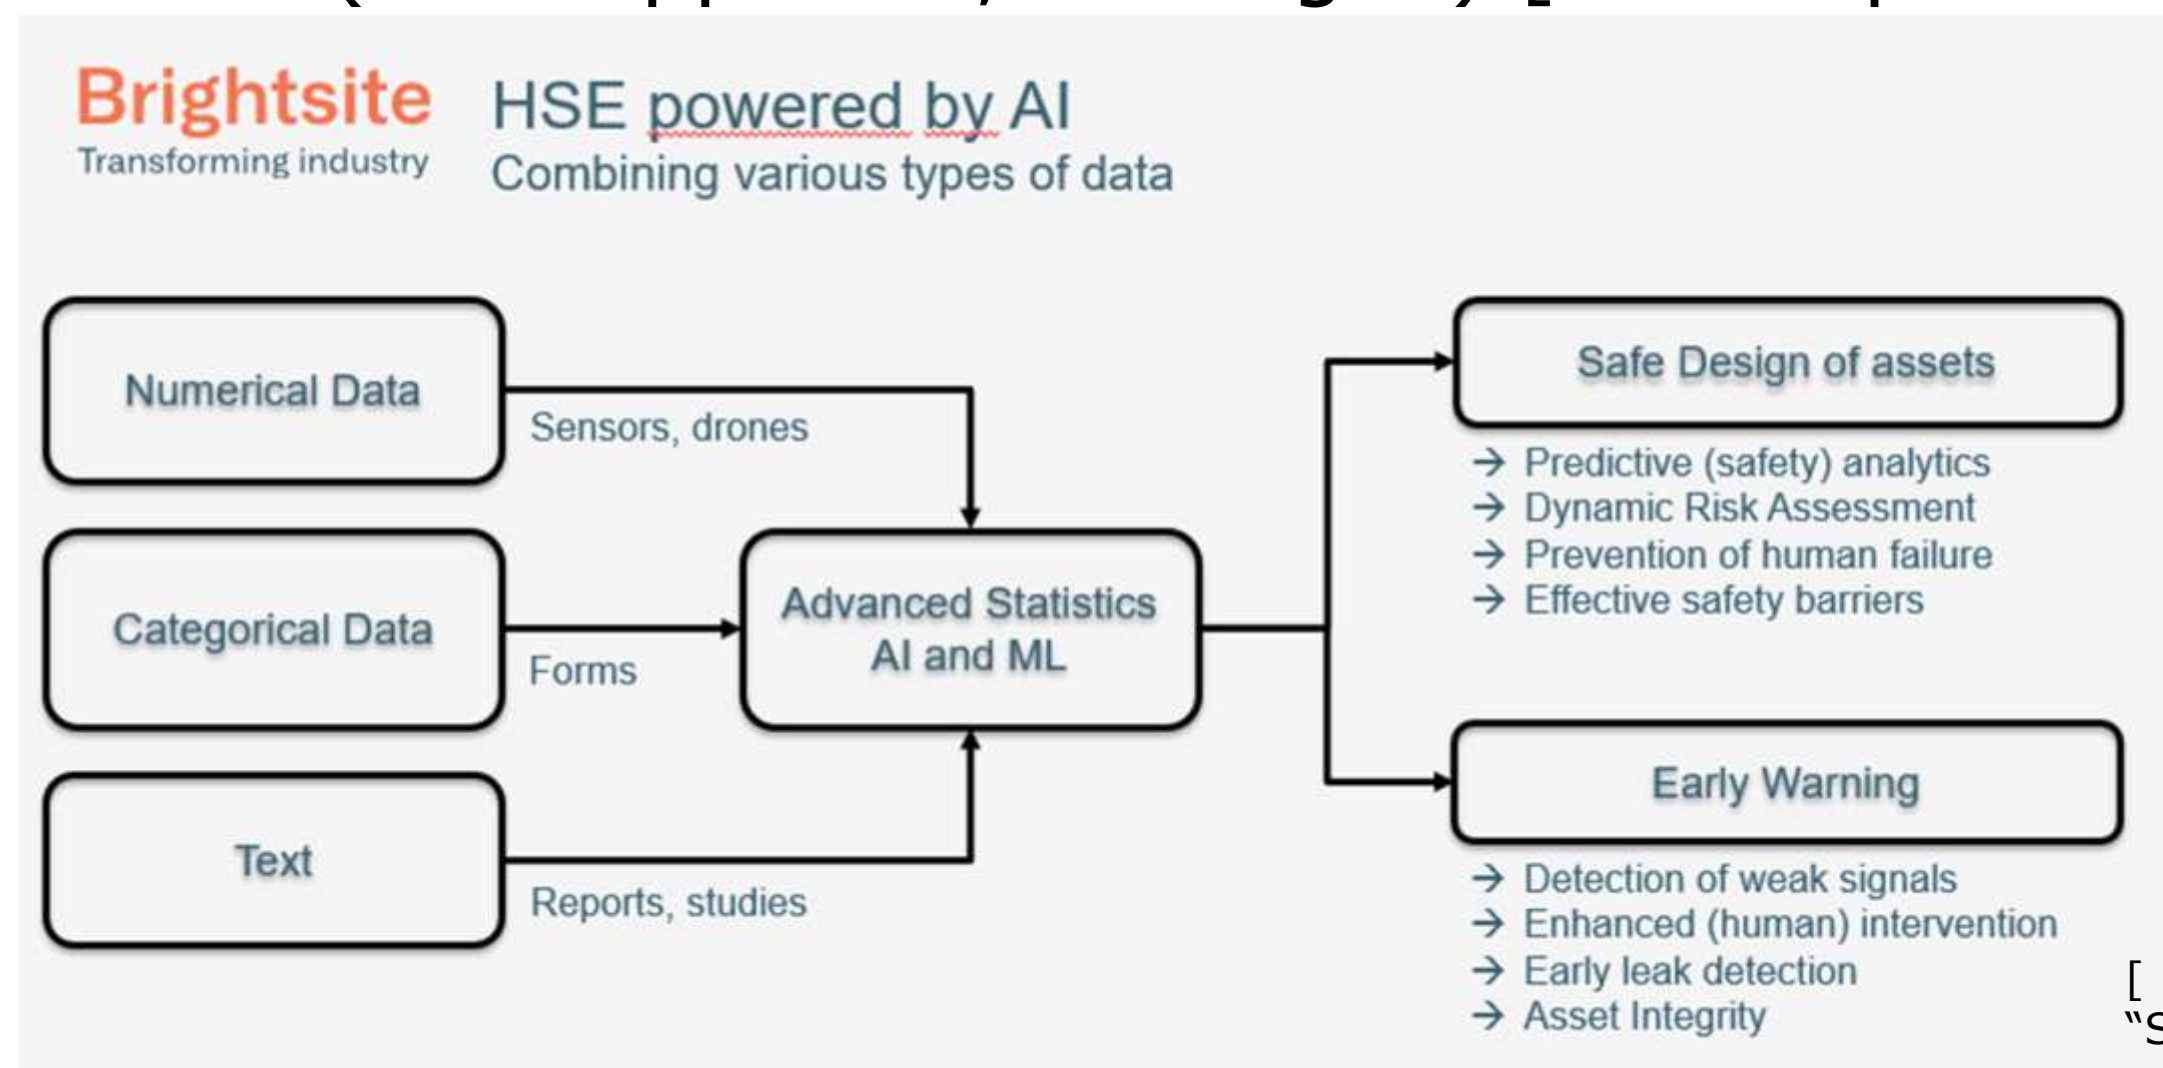 Brightsite
Transforming industry
HSE powered by AI
Combining various types of data
Numerical Data
Sensors, drones
Categorical Data
Forms
Text
Reports, studies
Advanced Statistics
AI and ML
Safe Design of assets
→ Predictive (safety) analytics
→ Dynamic Risk Assessment
→ Prevention of human failure
→ Effective safety barriers
Early Warning
→ Detection of weak signals
→ Enhanced (human) intervention
→ Early leak detection
→ Asset Integrity
[
“S